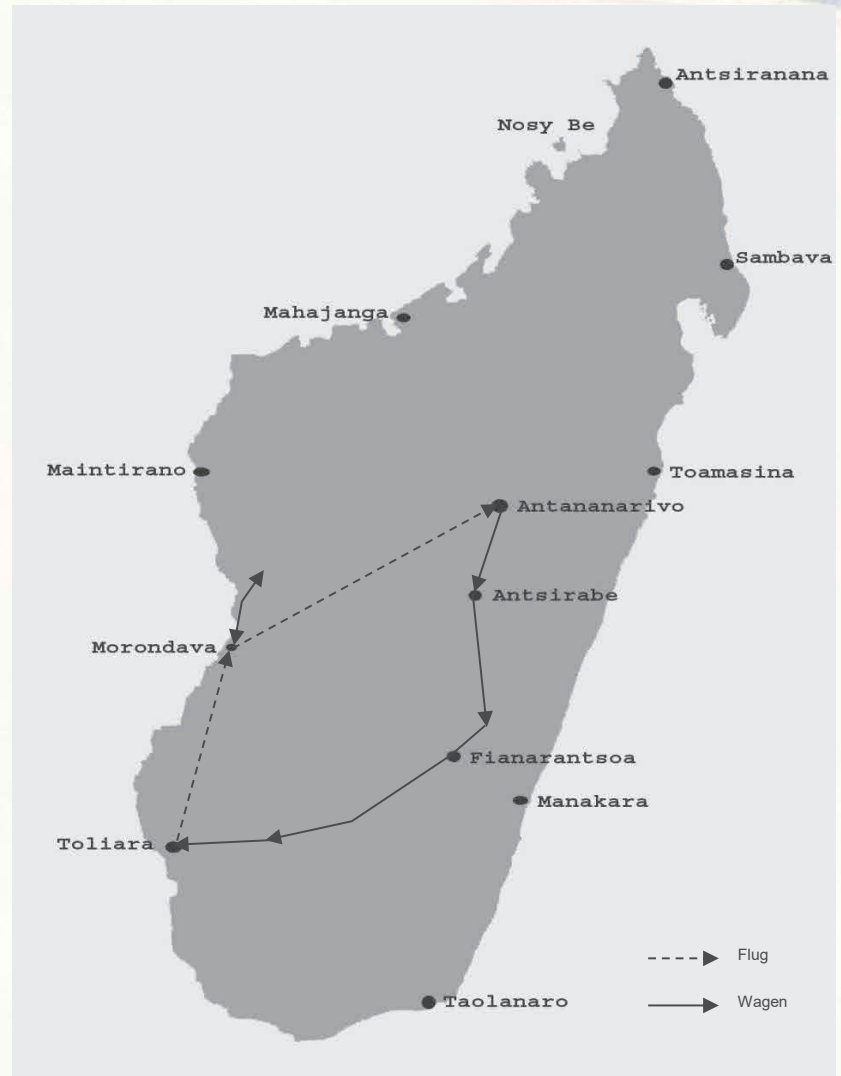 Antsiranana
Nosy Be
Sambava
Mahajanga
Maintirano
Toamasina
Antananarivo
Antsirabe
Morondava
Fianarantsoa
Manakara
Toliara
Flug
Taolanaro
Wagen